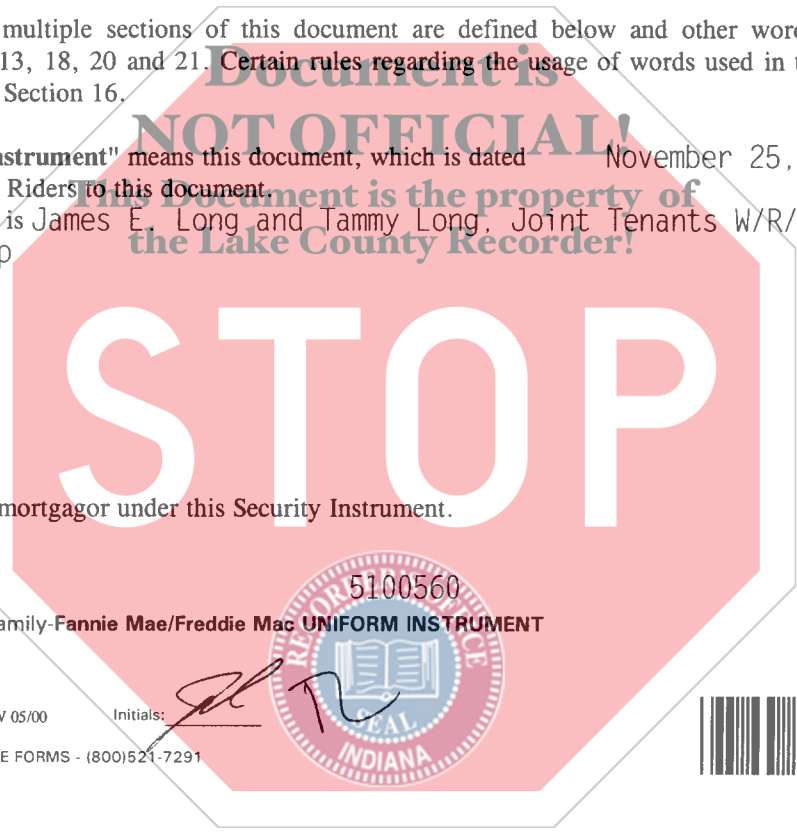 multiple sections of this document are defined below and other wor
13, 18, 20 and 21. Certain rules regarding the usage of words used in t
Section 16.
Document is
NOT OFFICIAL!
This Document is the property of
the Lake County Recorder!
nstrument" means this document, which is dated November 25,
Riders to this document.
is James E. Long and Tammy Long, Joint Tenants W/R/
p
STOP
mortgagor under this Security Instrument.
5100560
amily-Fannie Mae/Freddie Mac UNIFORM INSTRUMENT
V 05/00 Initials:
E FORMS - (800)521-7291
SEAL
INDIANA